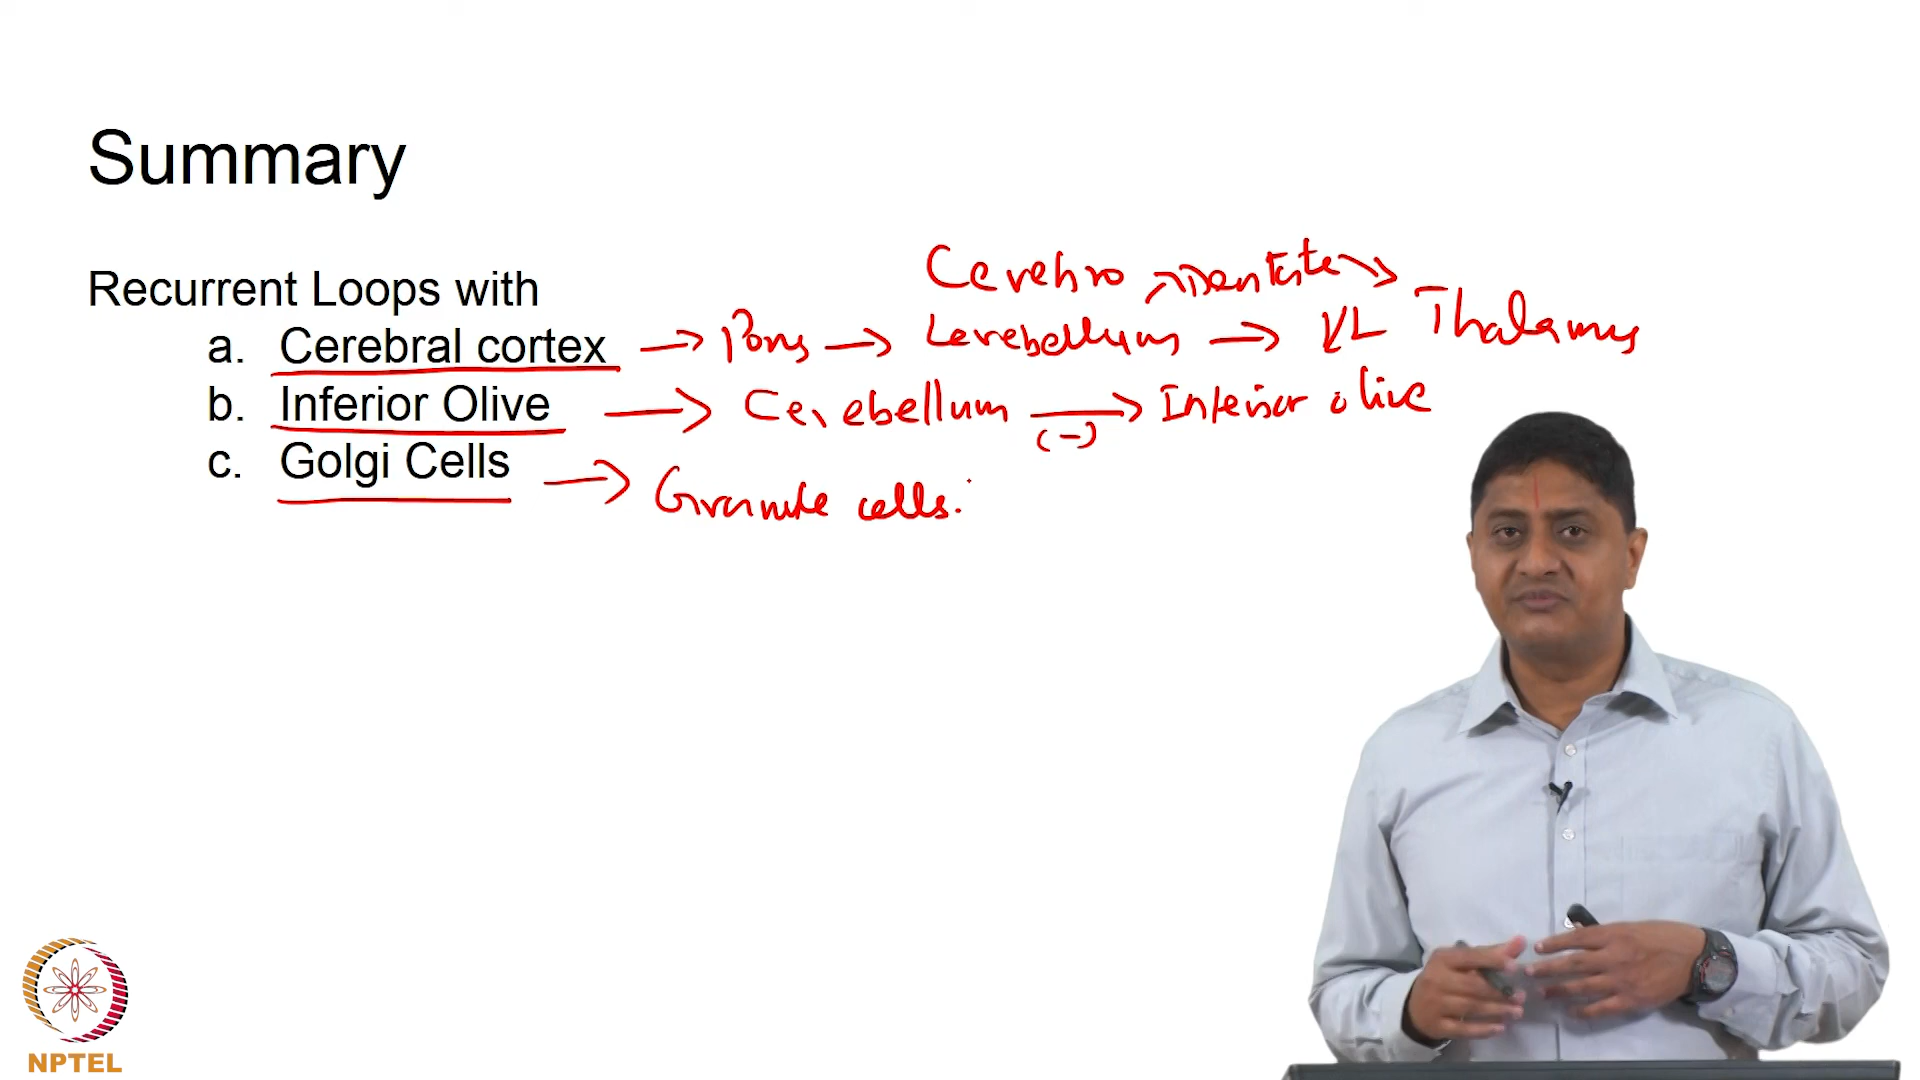 Summary
Recurrent Loops with
Cerebro → Dentate →
a. Cerebral cortex → Pons → Cerebellum → VL Thalamus
b. Inferior Olive → Cerebellum → Inferior olive
(-)
c. Golgi Cells → Granule cells.
NPTEL